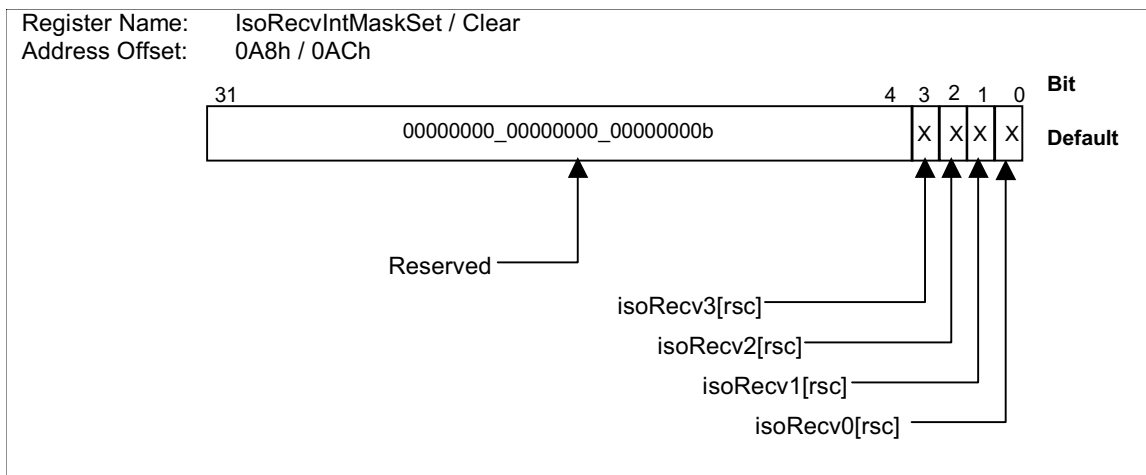 Register Name: IsoRecvIntMaskSet / Clear
Address Offset: 0A8h / 0ACh
31 4 3 2 1 0 Bit
00000000_00000000_00000000b X X X X Default
Reserved
isoRecv3[rsc]
isoRecv2[rsc]
isoRecv1[rsc]
isoRecv0[rsc]